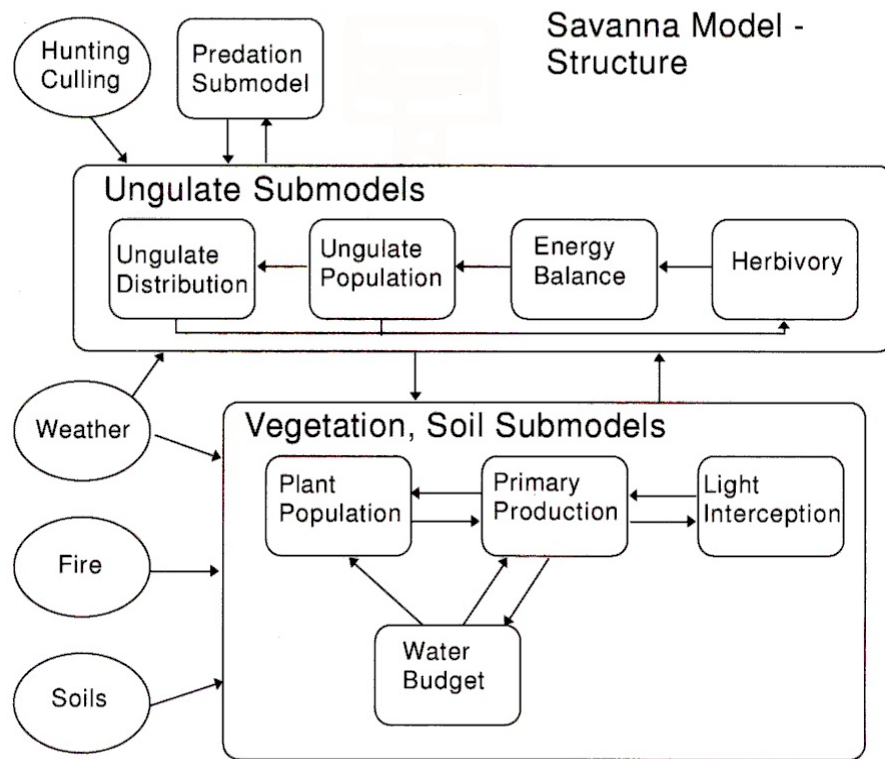 Savanna Model -
Structure
Hunting
Culling
Predation
Submodel
Ungulate Submodels
Ungulate
Distribution
Ungulate
Population
Energy
Balance
Herbivory
Weather
Vegetation, Soil Submodels
Plant
Population
Primary
Production
Light
Interception
Fire
Water
Budget
Soils